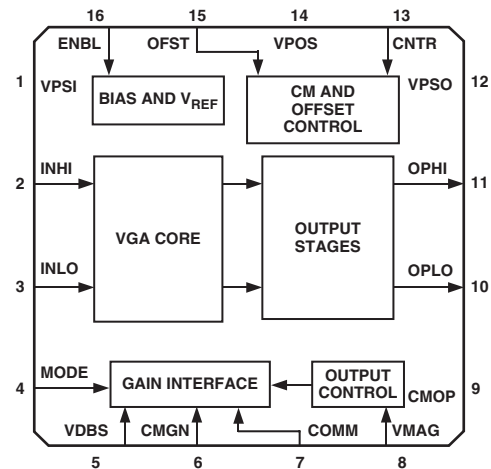 16 15 14 13
ENBL OFST VPOS CNTR
1 VPSI BIAS AND VREF CM AND OFFSET CONTROL VPSO 12
2 INHI OPHI 11
VGA CORE OUTPUT STAGES
3 INLO OPLO 10
4 MODE GAIN INTERFACE OUTPUT CONTROL CMOP 9
VDBS CMGN COMM VMAG
5 6 7 8